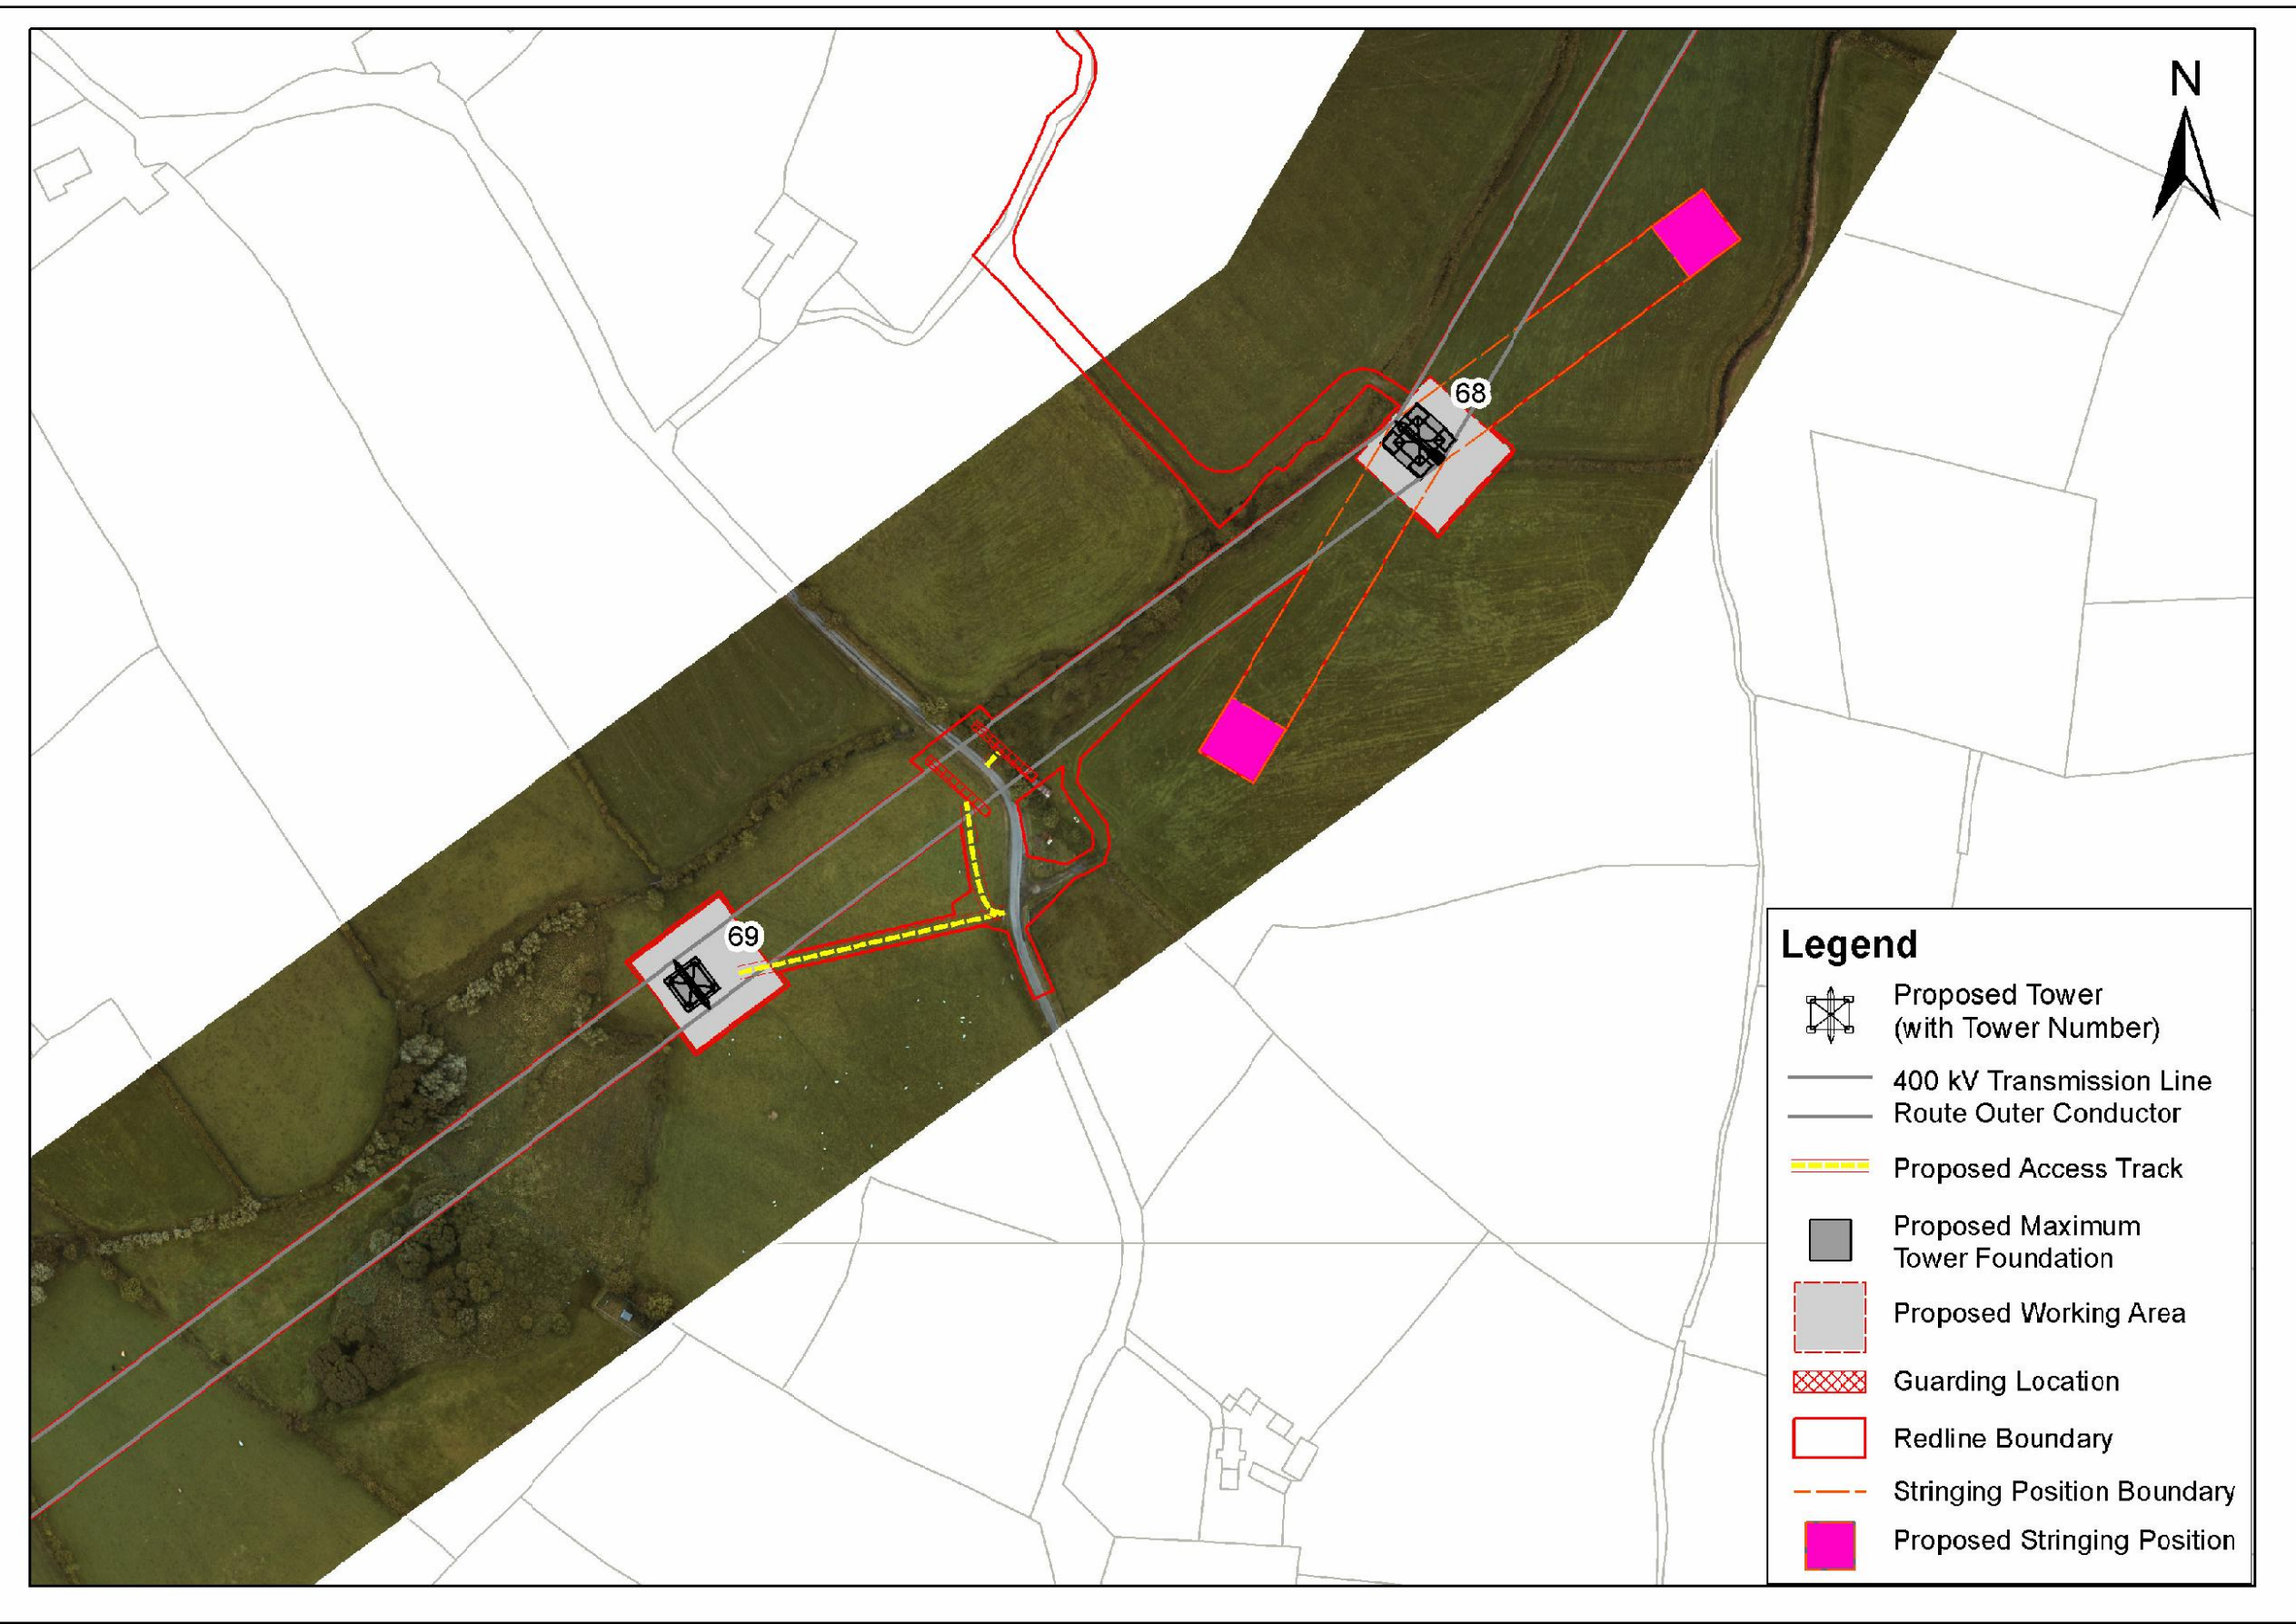 N
68
69
Legend
Proposed Tower
(with Tower Number)
400 kV Transmission Line
Route Outer Conductor
Proposed Access Track
Proposed Maximum
Tower Foundation
Proposed Working Area
Guarding Location
Redline Boundary
Stringing Position Boundary
Proposed Stringing Position